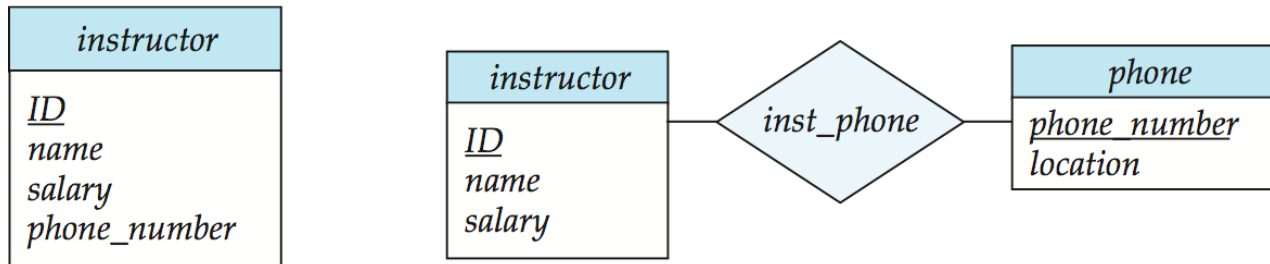 instructor
ID
name
salary
phone_number
instructor
ID
name
salary
inst_phone
phone
phone_number
location